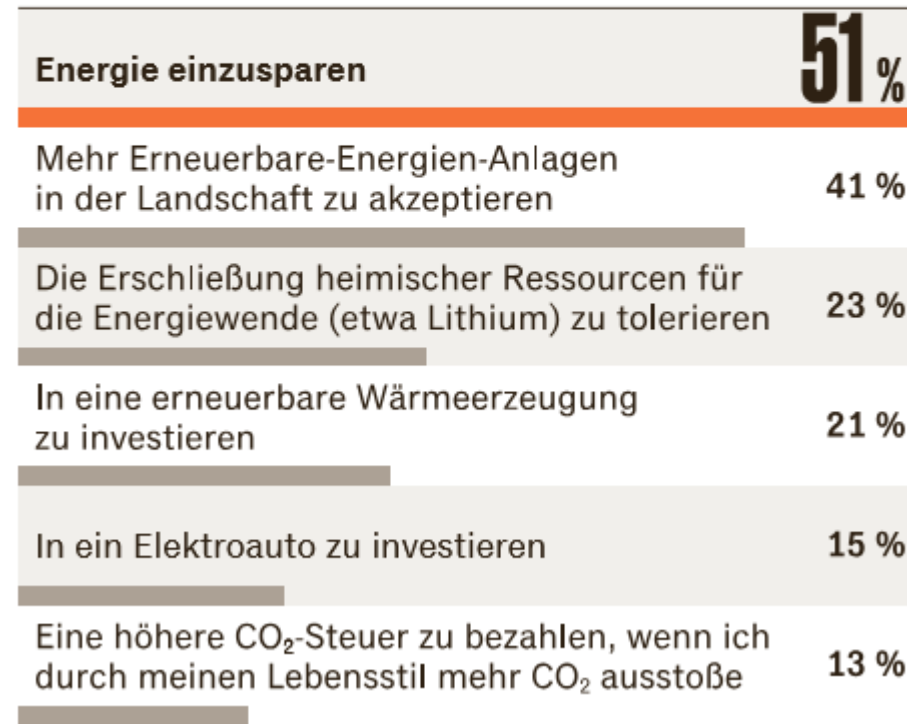 Energie einzusparen 51 %
Mehr Erneuerbare-Energien-Anlagen
in der Landschaft zu akzeptieren 41 %
Die Erschließung heimischer Ressourcen für
die Energiewende (etwa Lithium) zu tolerieren 23 %
In eine erneuerbare Wärmeerzeugung
zu investieren 21 %
In ein Elektroauto zu investieren 15 %
Eine höhere CO₂-Steuer zu bezahlen, wenn ich
durch meinen Lebensstil mehr CO₂ ausstoße 13 %